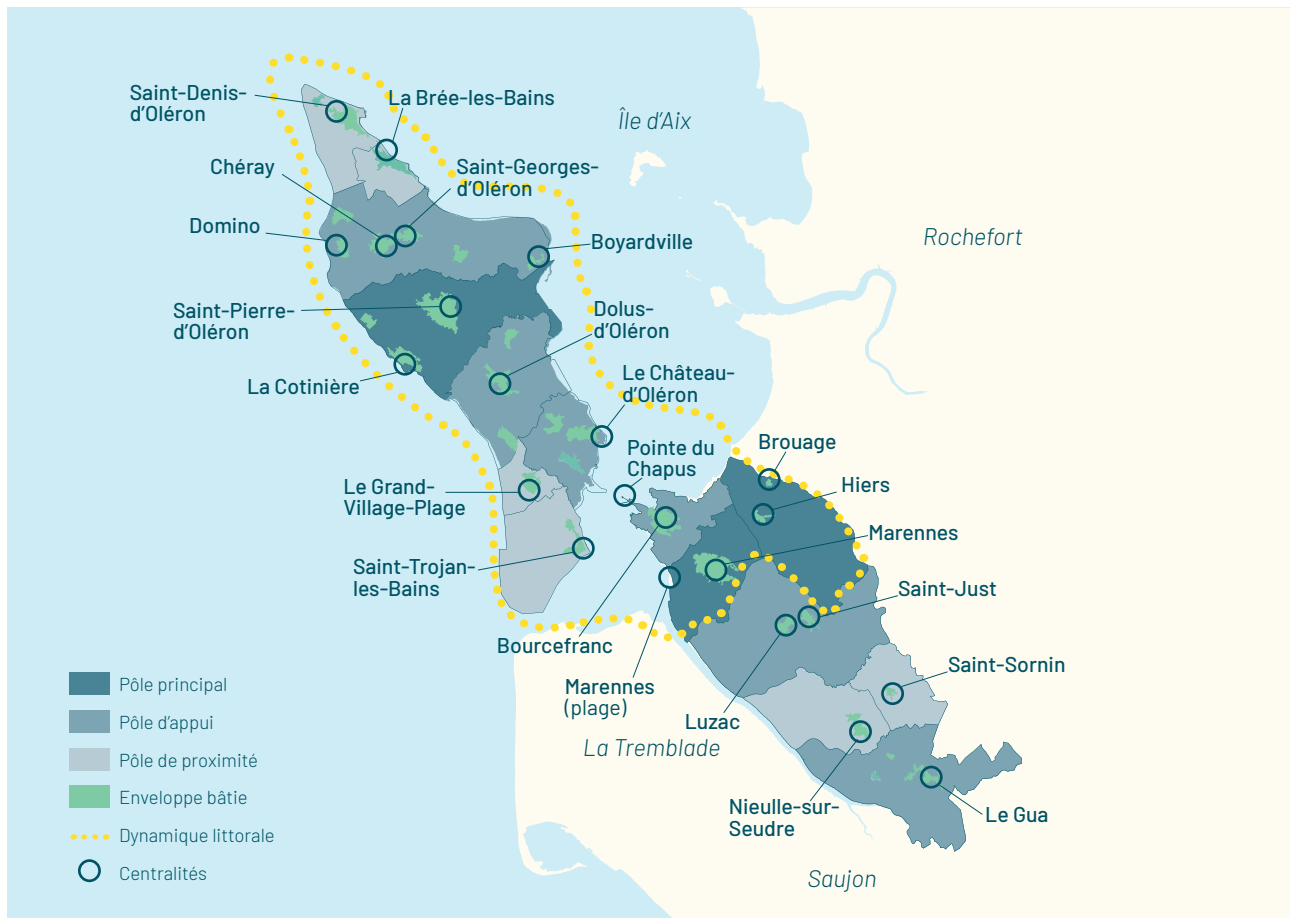 Saint-Denis-
d'Oléron
La Brée-les-Bains
Île d'Aix
Chéray
Saint-Georges-
d'Oléron
Domino
Boyardville
Rochefort
Saint-Pierre-
d'Oléron
Dolus-
d'Oléron
La Cotinière
Le Château-
d'Oléron
Pointe du
Chapus
Brouage
Hiers
Le Grand-
Village-Plage
Marennes
Saint-Trojan-
les-Bains
Saint-Just
Bourcefranc
Saint-Sornin
Marennes
(plage)
Luzac
La Tremblade
Nieulle-sur-
Seudre
Le Gua
Saujon
Pôle principal
Pôle d'appui
Pôle de proximité
Enveloppe bâtie
Dynamique littorale
Centralités